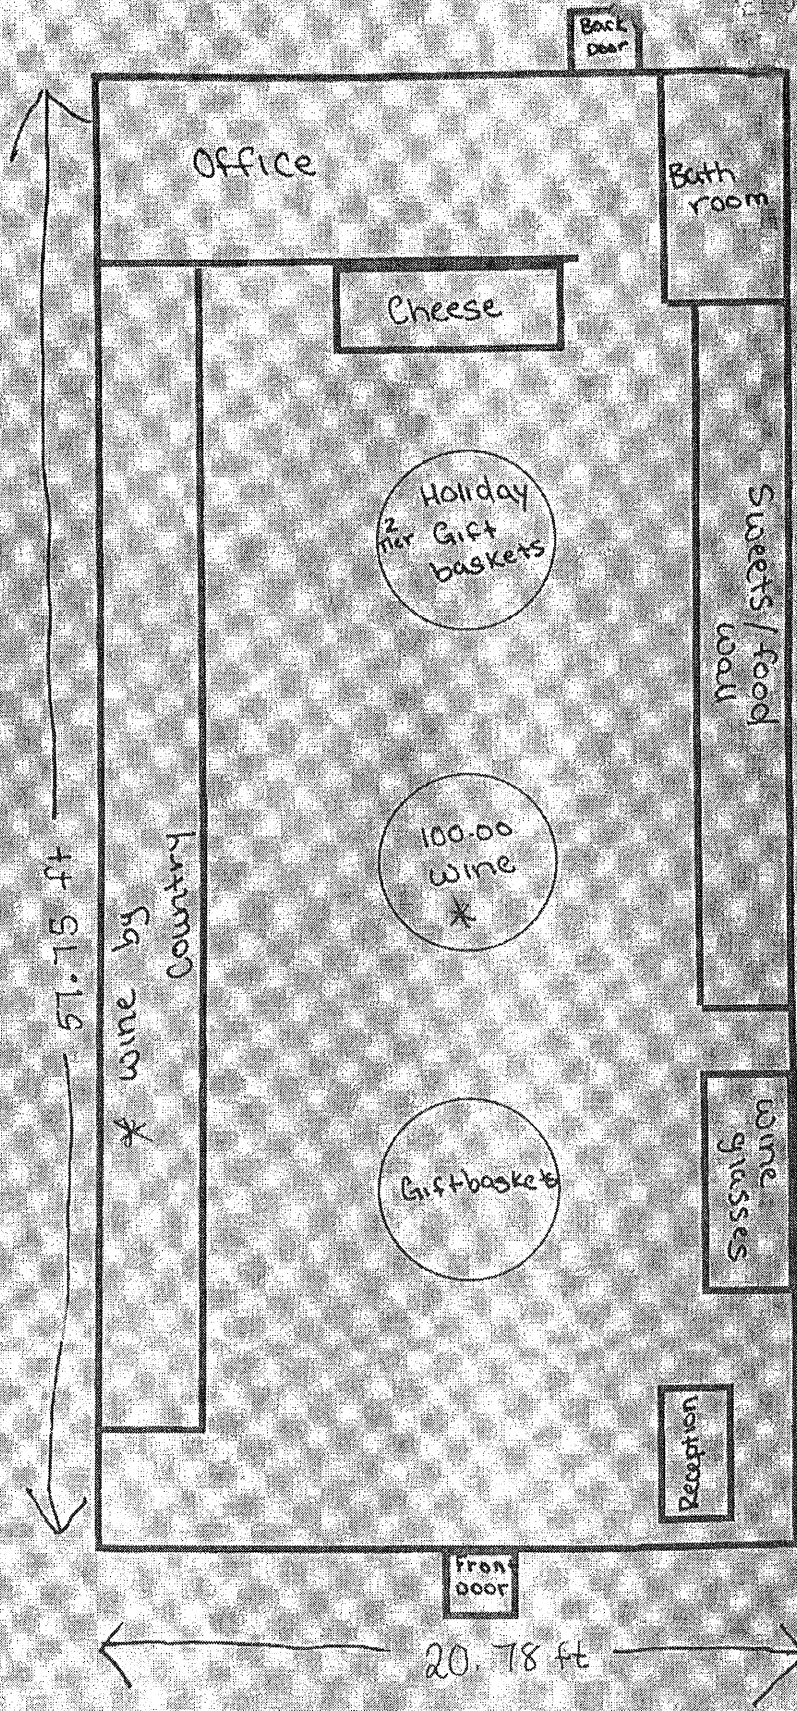 Back
Door
Office
Bath
room
Cheese
Holiday
2
tier
Gift
baskets
Sweets/food
wall
100.00
wine
*
* wine by
Country
57.75 ft
Giftbaskets
wine
glasses
Reception
Front
Door
20.78 ft